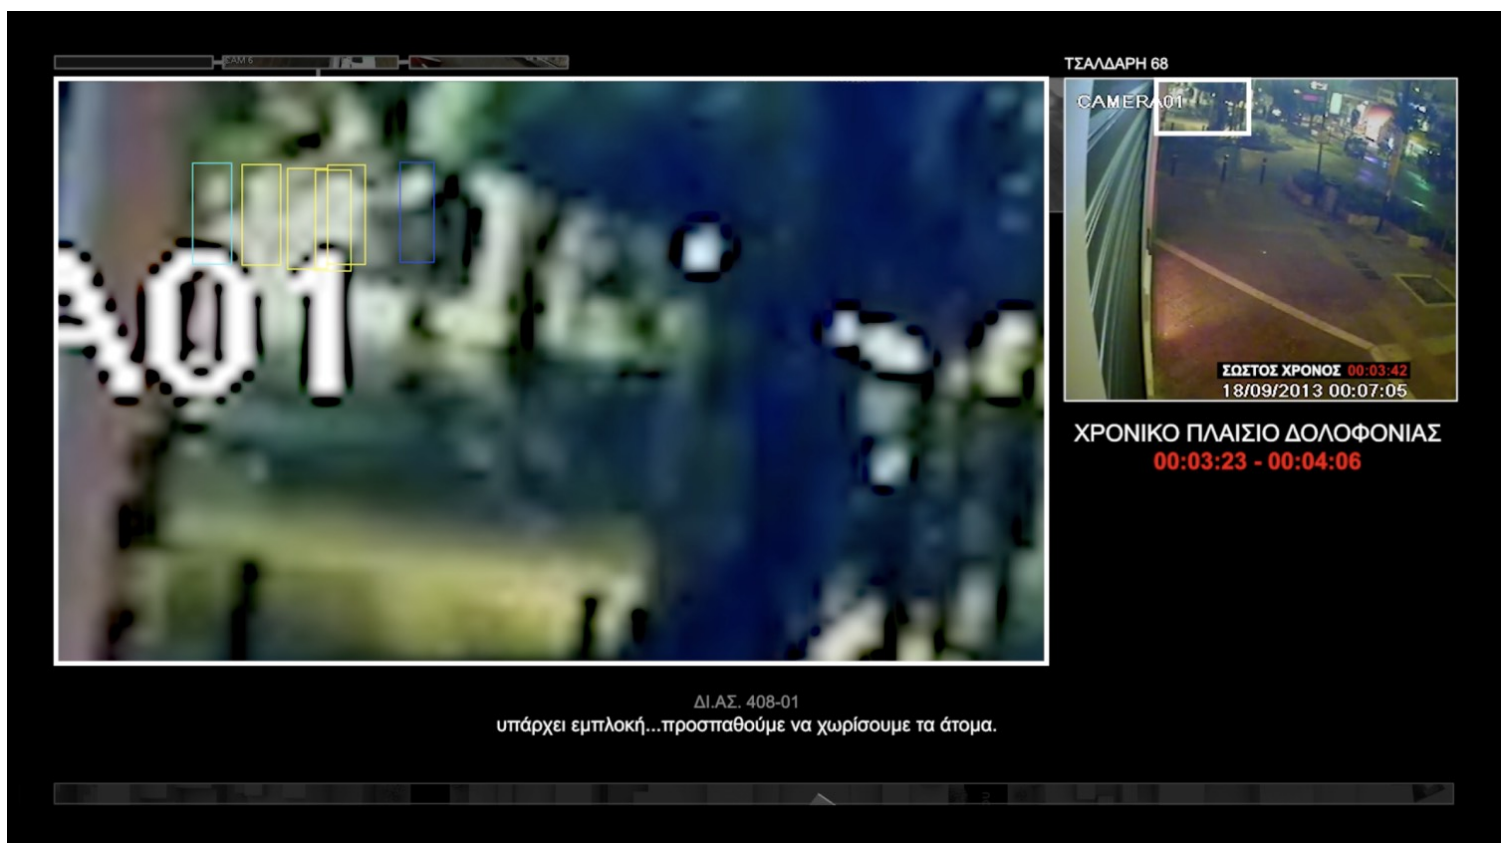 CAM 6
ΤΣΑΛΔΑΡΗ 68
CAMERA01
A01
ΣΩΣΤΟΣ ΧΡΟΝΟΣ 00:03:42
18/09/2013 00:07:05
ΧΡΟΝΙΚΟ ΠΛΑΙΣΙΟ ΔΟΛΟΦΟΝΙΑΣ
00:03:23 - 00:04:06
ΔΙ.ΑΣ. 408-01
υπάρχει εμπλοκή...προσπαθούμε να χωρίσουμε τα άτομα.